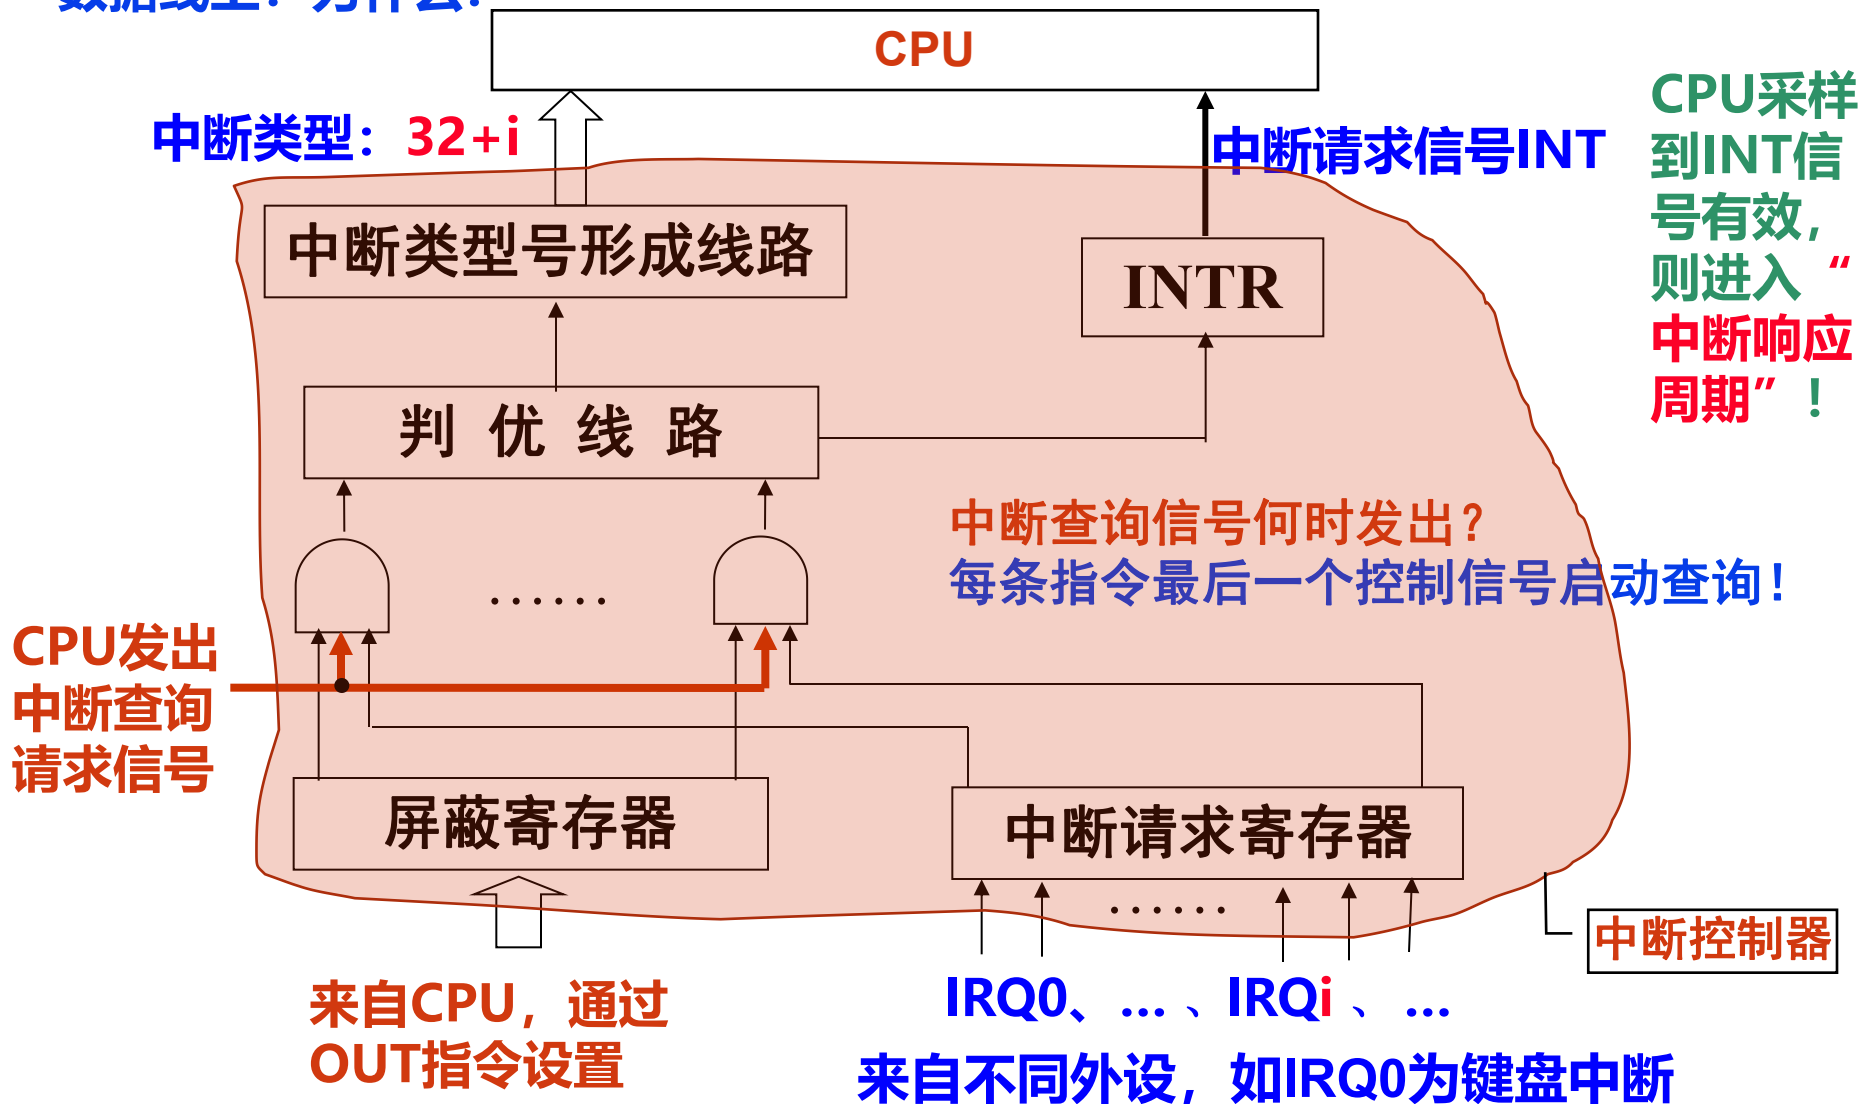 数据线上！为什么？
CPU
中断类型：32+i
中断请求信号INT
CPU采样
到INT信
号有效，
则进入“
中断响应
周期”！
中断类型号形成线路
INTR
判 优 线 路
中断查询信号何时发出？
每条指令最后一个控制信号启动查询！
......
CPU发出
中断查询
请求信号
屏蔽寄存器
中断请求寄存器
......
中断控制器
来自CPU，通过
OUT指令设置
IRQ0、… 、IRQi 、…
来自不同外设，如IRQ0为键盘中断